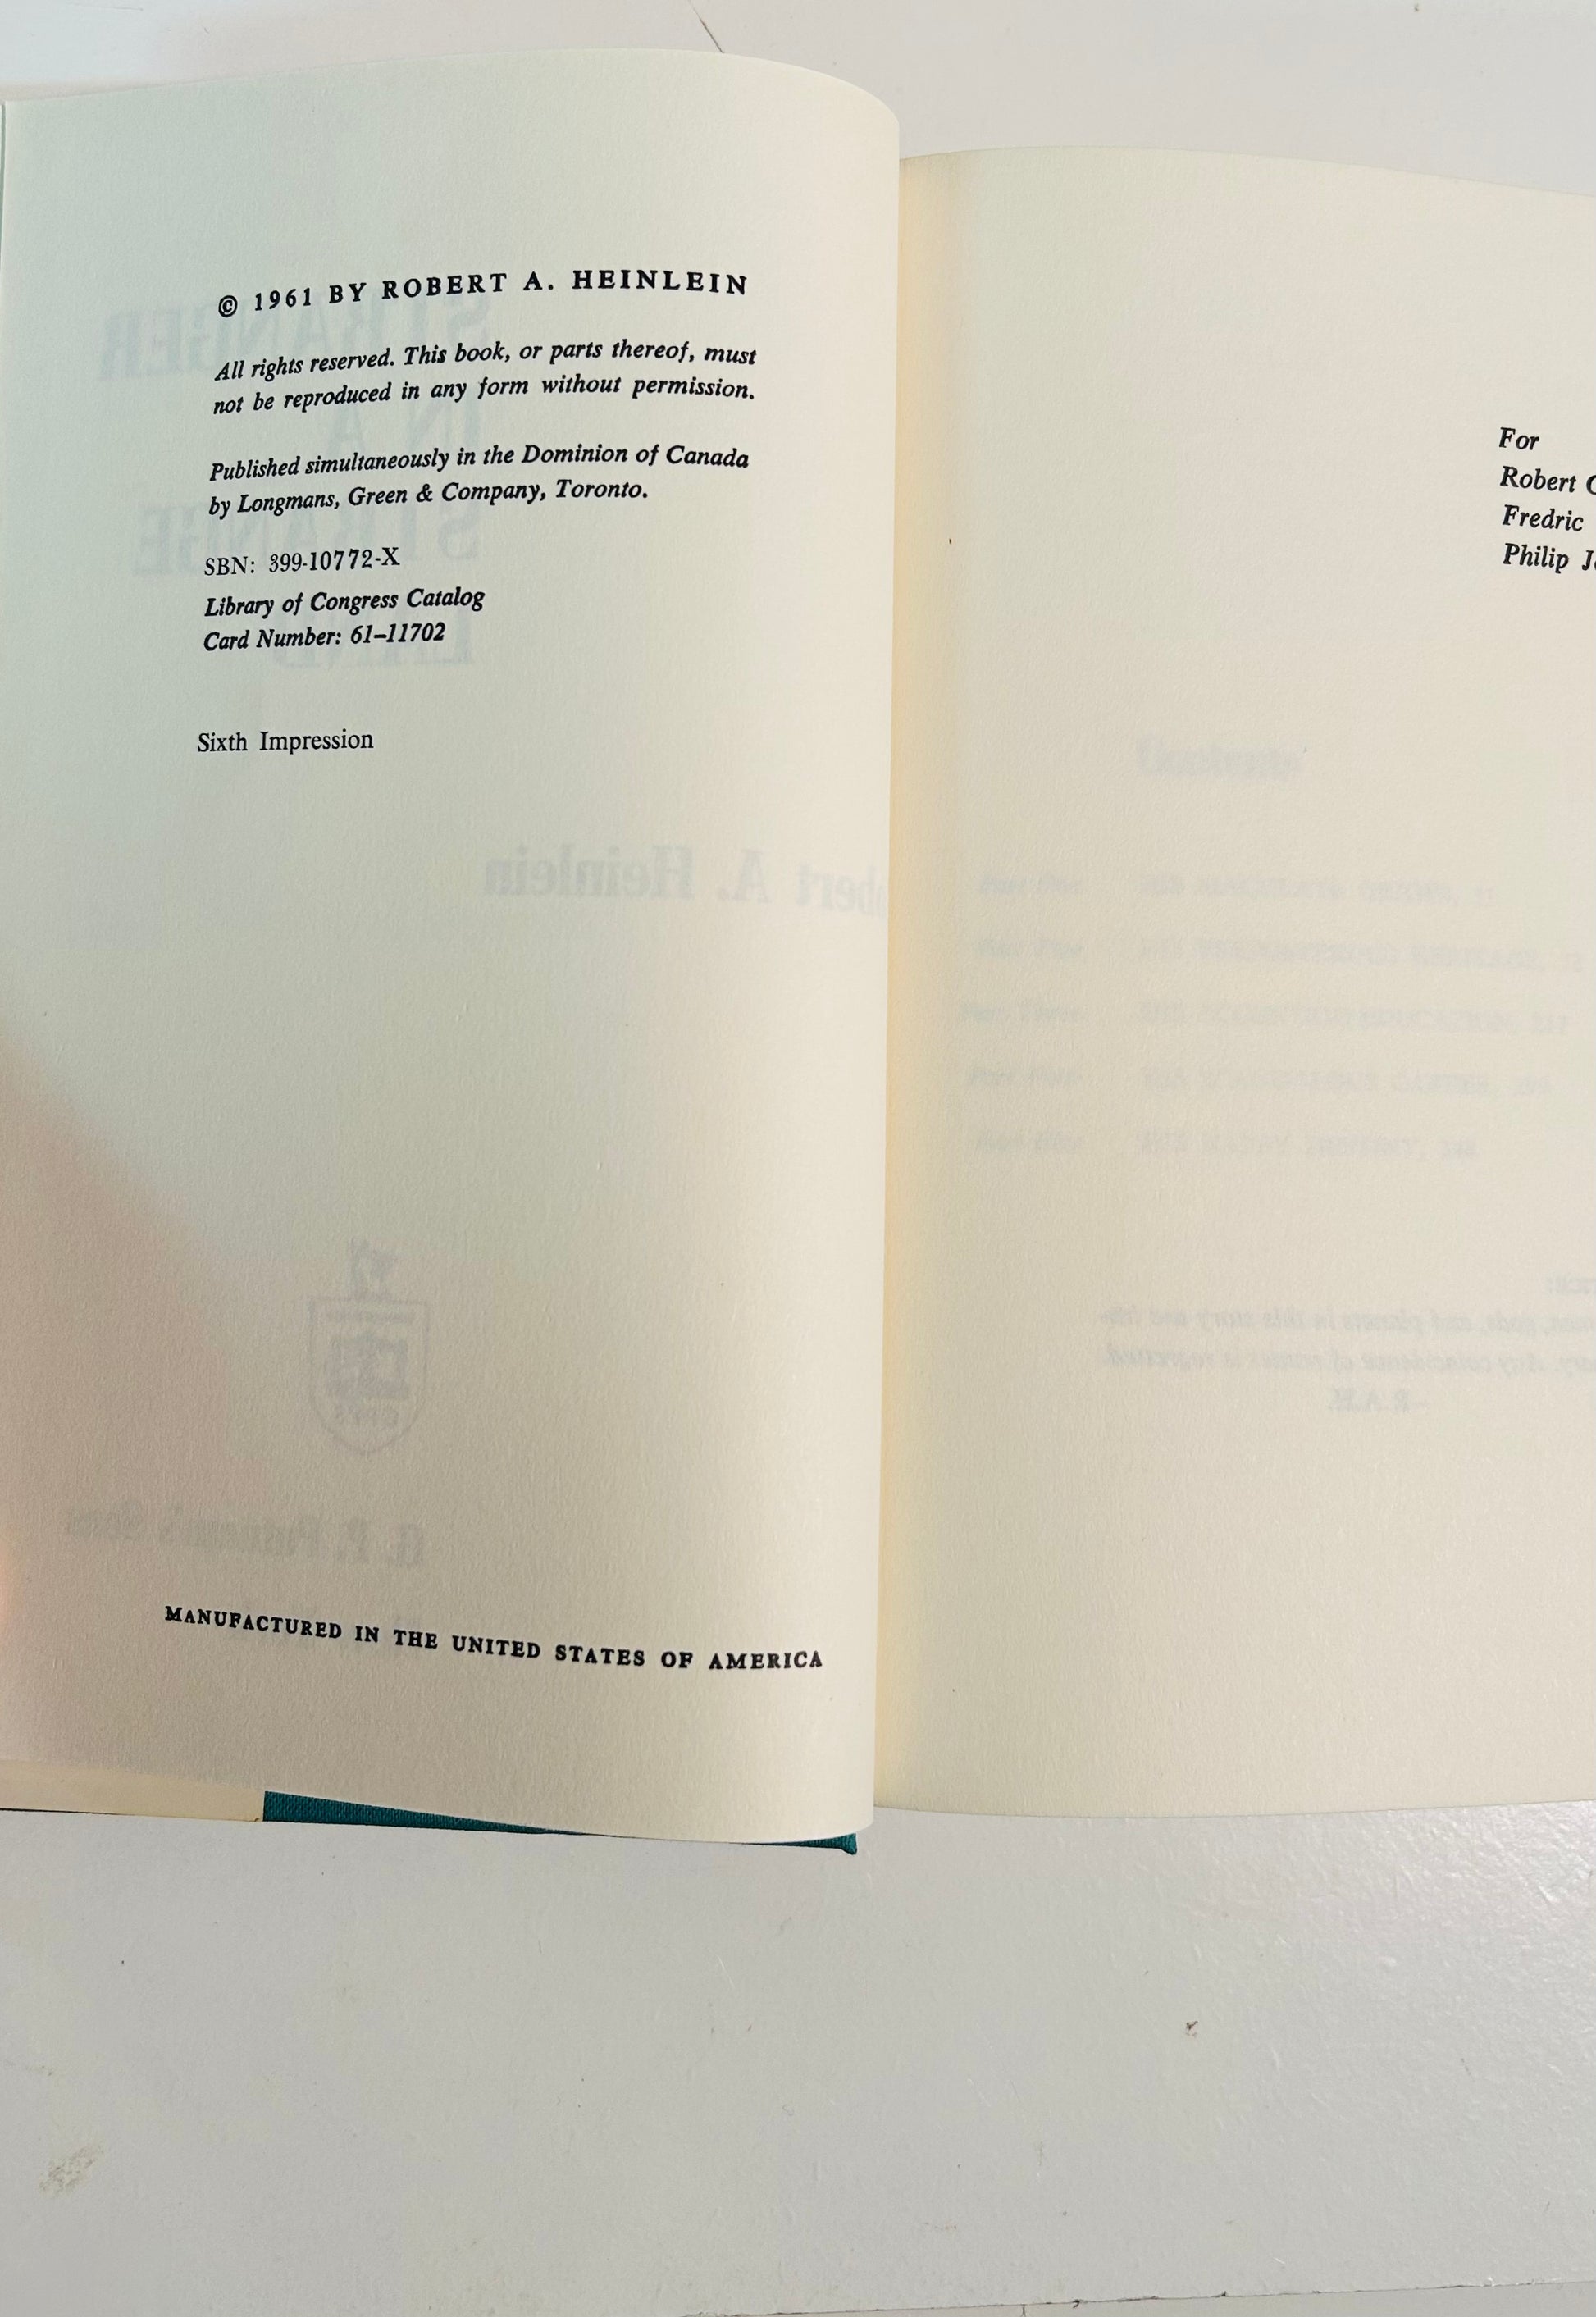 © 1961 BY ROBERT A. HEINLEIN
All rights reserved. This book, or parts thereof, must
not be reproduced in any form without permission.
Published simultaneously in the Dominion of Canada
by Longmans, Green & Company, Toronto.
SBN: 399-10772-X
Library of Congress Catalog
Card Number: 61–11702
Sixth Impression
MANUFACTURED IN THE UNITED STATES OF AMERICA
For
Robert
Fredric
Philip